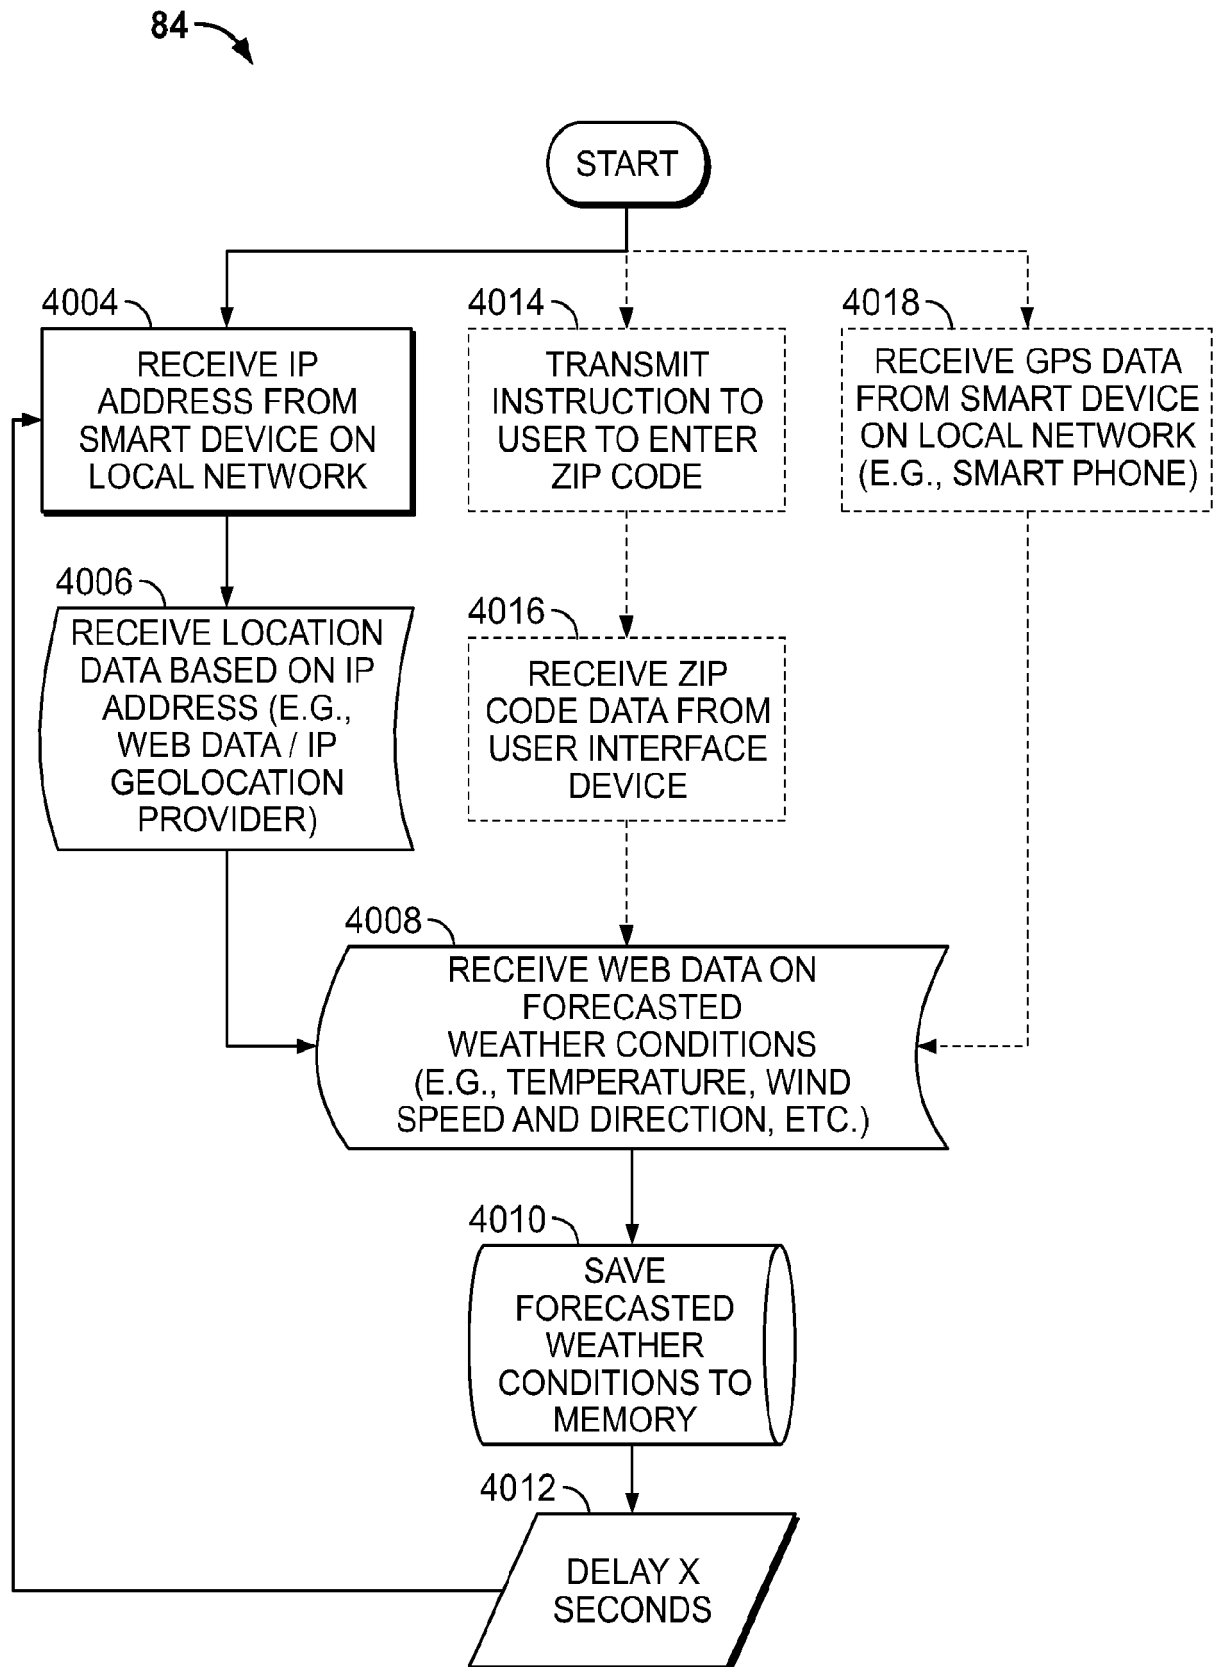 84
START
4004
RECEIVE IP
ADDRESS FROM
SMART DEVICE ON
LOCAL NETWORK
4014
TRANSMIT
INSTRUCTION TO
USER TO ENTER
ZIP CODE
4018
RECEIVE GPS DATA
FROM SMART DEVICE
ON LOCAL NETWORK
(E.G., SMART PHONE)
4006
RECEIVE LOCATION
DATA BASED ON IP
ADDRESS (E.G.,
WEB DATA / IP
GEOLOCATION
PROVIDER)
4016
RECEIVE ZIP
CODE DATA FROM
USER INTERFACE
DEVICE
4008
RECEIVE WEB DATA ON
FORECASTED
WEATHER CONDITIONS
(E.G., TEMPERATURE, WIND
SPEED AND DIRECTION, ETC.)
4010
SAVE
FORECASTED
WEATHER
CONDITIONS TO
MEMORY
4012
DELAY X
SECONDS